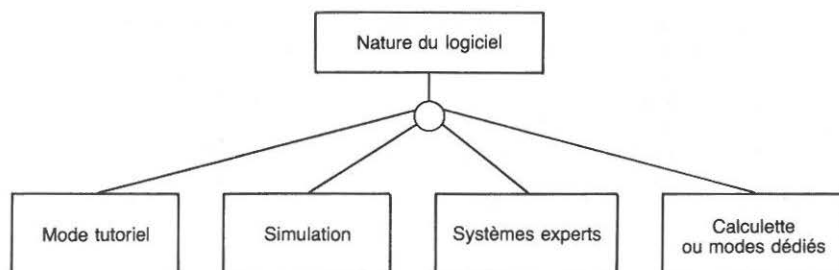 Nature du logiciel
Mode tutoriel
Simulation
Systèmes experts
Calculette
ou modes dédiés